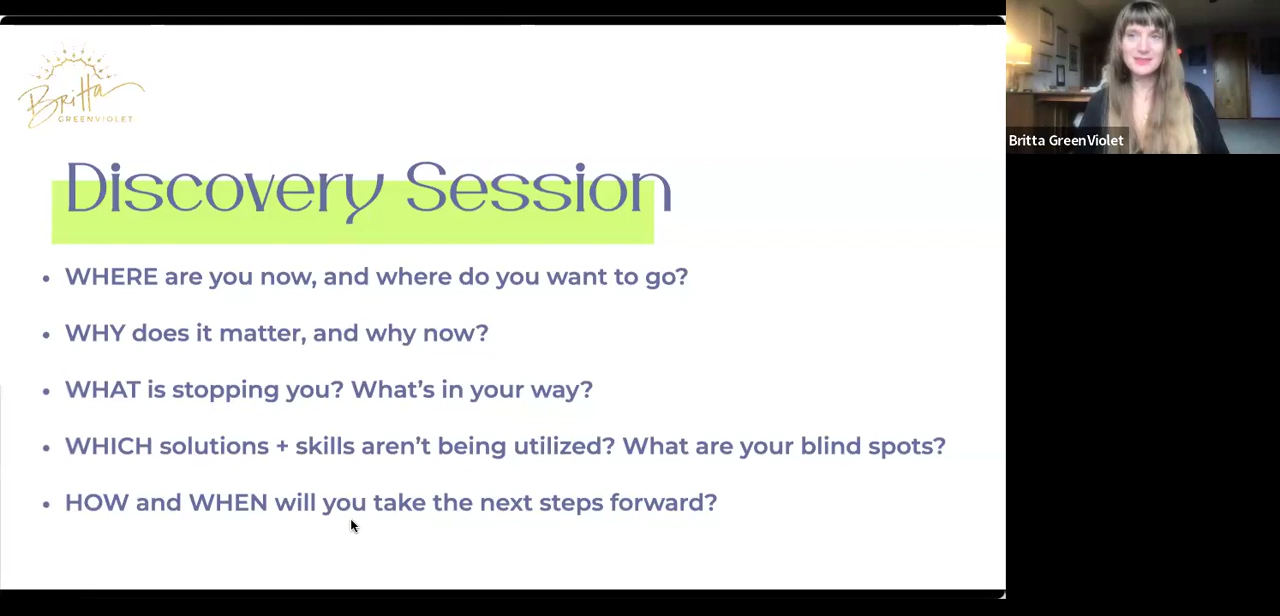 Britta
GREENVIOLET
Britta GreenViolet
Discovery Session
• WHERE are you now, and where do you want to go?
• WHY does it matter, and why now?
• WHAT is stopping you? What’s in your way?
• WHICH solutions + skills aren’t being utilized? What are your blind spots?
• HOW and WHEN will you take the next steps forward?